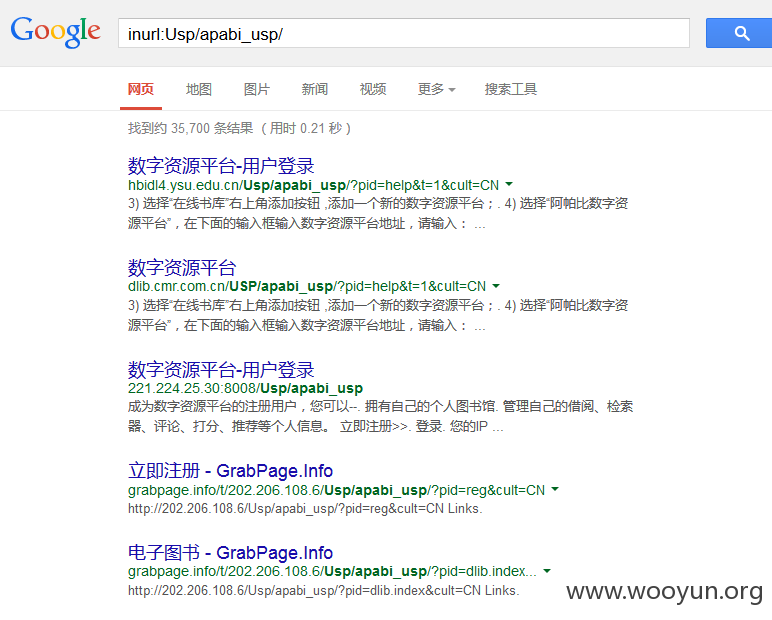 Google
inurl:Usp/apabi_usp/
网页 地图 图片 新闻 视频 更多 搜索工具
找到约 35,700 条结果 （用时 0.21 秒）
数字资源平台-用户登录
hbidl4.ysu.edu.cn/Usp/apabi_usp/?pid=help&t=1&cult=CN
3) 选择“在线书库”右上角添加按钮 ,添加一个新的数字资源平台；. 4) 选择“阿帕比数字资
源平台”，在下面的输入框输入数字资源平台地址，请输入： ...
数字资源平台
dlib.cmr.com.cn/USP/apabi_usp/?pid=help&t=1&cult=CN
3) 选择“在线书库”右上角添加按钮 ,添加一个新的数字资源平台；. 4) 选择“阿帕比数字资
源平台”，在下面的输入框输入数字资源平台地址，请输入： ...
数字资源平台-用户登录
221.224.25.30:8008/Usp/apabi_usp
成为数字资源平台的注册用户，您可以--. 拥有自己的个人图书馆. 管理自己的借阅、检索
器、评论、打分、推荐等个人信息。 立即注册>>. 登录. 您的IP ...
立即注册 - GrabPage.Info
grabpage.info/t/202.206.108.6/Usp/apabi_usp/?pid=reg&cult=CN
http://202.206.108.6/Usp/apabi_usp/?pid=reg&cult=CN Links.
电子图书 - GrabPage.Info
grabpage.info/t/202.206.108.6/Usp/apabi_usp/?pid=dlib.index...
http://202.206.108.6/Usp/apabi_usp/?pid=dlib.index&cult=CN Links.
www.wooyun.org